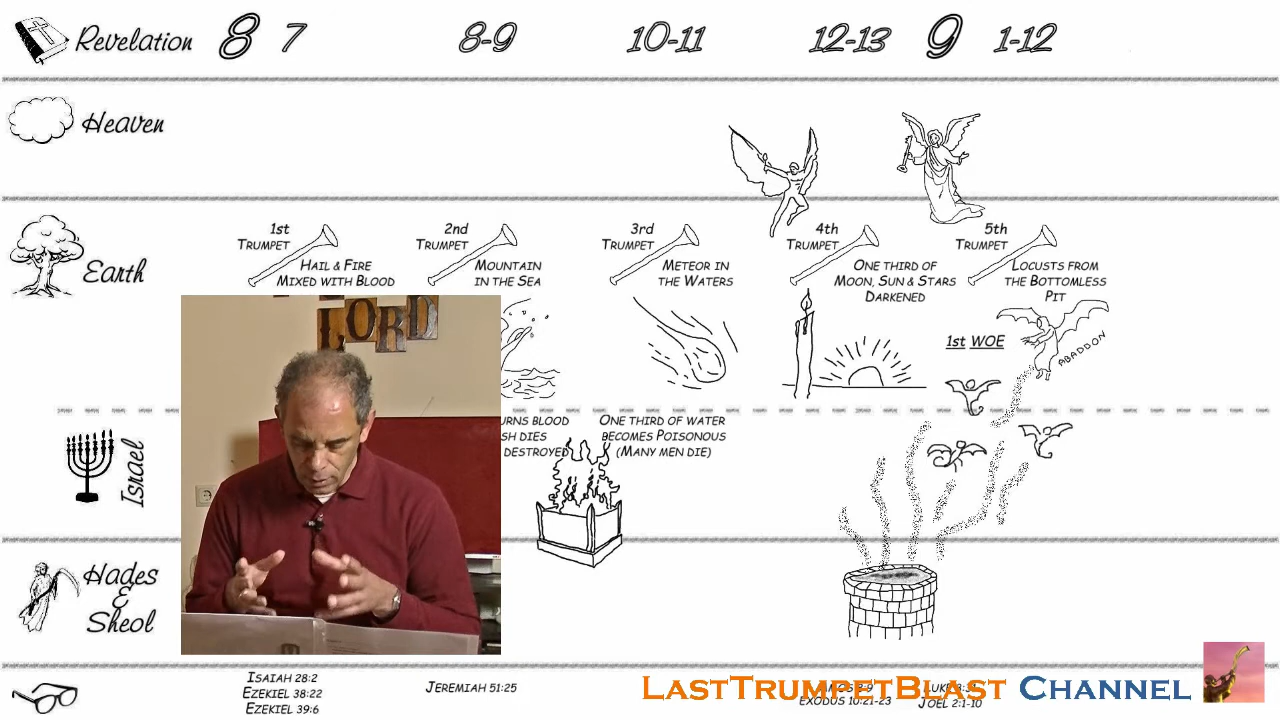 Revelation 8 7 8-9 10-11 12-13 9 1-12
Heaven
Earth
1st
TRUMPET
HAIL & FIRE
MIXED WITH BLOOD
2nd
TRUMPET
MOUNTAIN
IN THE SEA
3rd
TRUMPET
METEOR IN
THE WATERS
4th
TRUMPET
ONE THIRD OF
MOON, SUN & STARS
DARKENED
5th
TRUMPET
LOCUSTS FROM
THE BOTTOMLESS
PIT
LORD
1st WOE
ABADDON
Israel
URNS BLOOD
SH DIES
DESTROYED
ONE THIRD OF WATER
BECOMES POISONOUS
(MANY MEN DIE)
Hades
&
Sheol
ISAIAH 28:2
EZEKIEL 38:22
EZEKIEL 39:6
JEREMIAH 51:25
EXODUS 10:21-23
JOEL 2:1-10
LASTTRUMPETBLAST CHANNEL